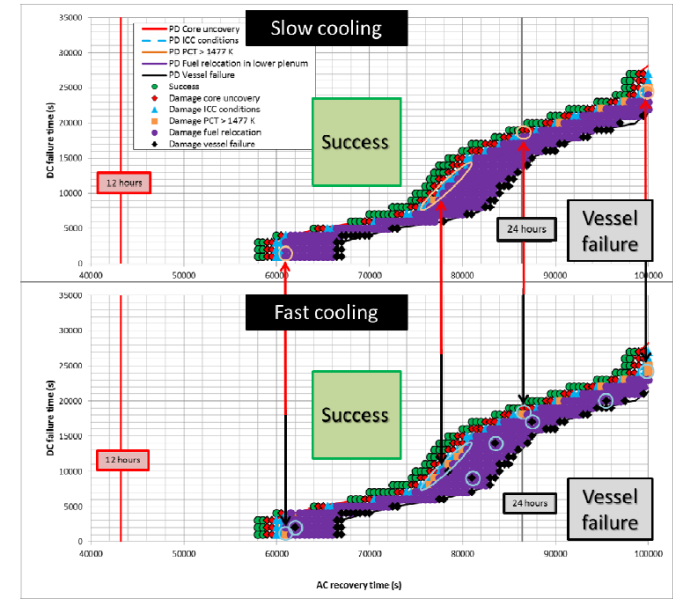 Slow cooling
PD Core uncovery
PD ICC conditions
PD PCT > 1477 K
PD Fuel relocation in lower plenum
PD Vessel failure
Success
Damage core uncovery
Damage ICC conditions
Damage PCT > 1477 K
Damage fuel relocation
Damage vessel failure
DC failure time (s)
35000
30000
25000
20000
15000
10000
5000
0
Success
12 hours
24 hours
Vessel
failure
40000 50000 60000 70000 80000 90000 100000
Fast cooling
DC failure time (s)
35000
30000
25000
20000
15000
10000
5000
0
Success
12 hours
24 hours
Vessel
failure
40000 50000 60000 70000 80000 90000 100000
AC recovery time (s)